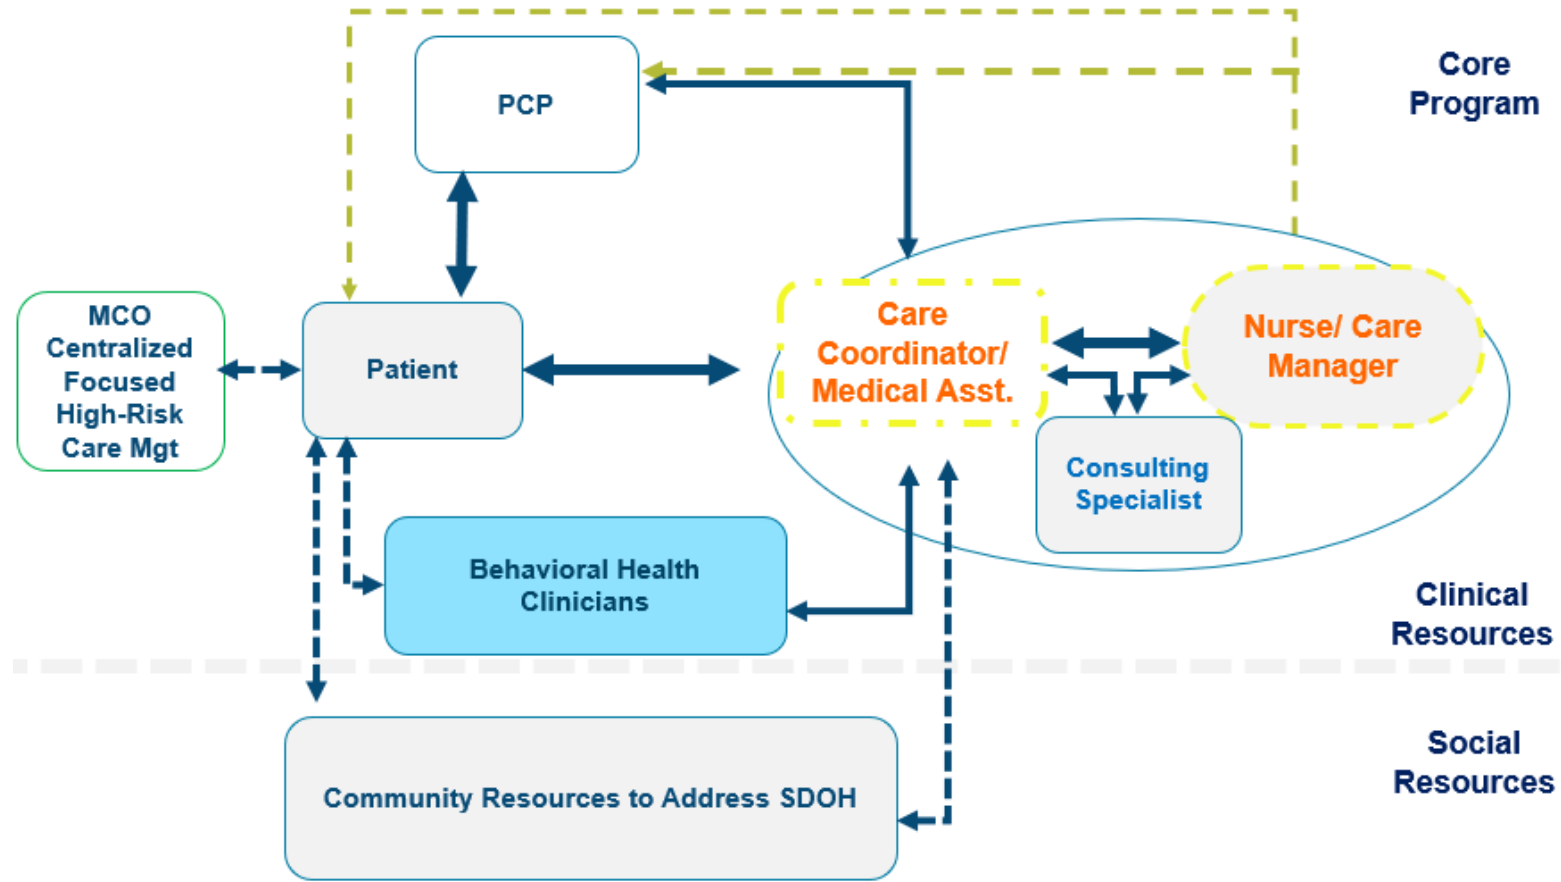 Core
Program
PCP
MCO
Centralized
Focused
High-Risk
Care Mgt
Patient
Care
Coordinator/
Medical Asst.
Nurse/ Care
Manager
Consulting
Specialist
Behavioral Health
Clinicians
Clinical
Resources
Social
Resources
Community Resources to Address SDOH